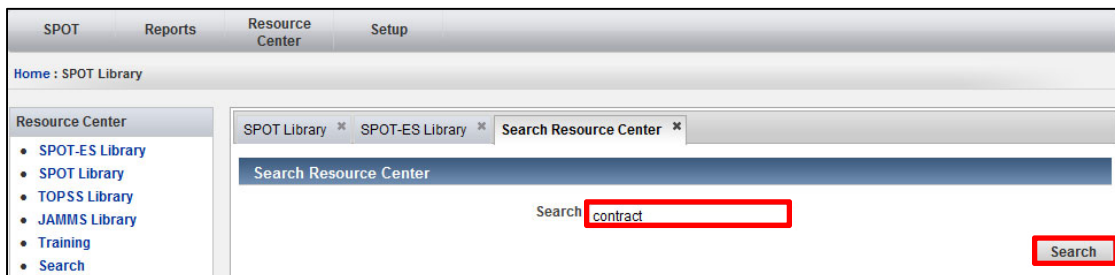 SPOT Reports Resource Center Setup
Home : SPOT Library
Resource Center
• SPOT-ES Library
• SPOT Library
• TOPSS Library
• JAMMS Library
• Training
• Search
SPOT Library × SPOT-ES Library × Search Resource Center ×
Search Resource Center
Search contract
Search